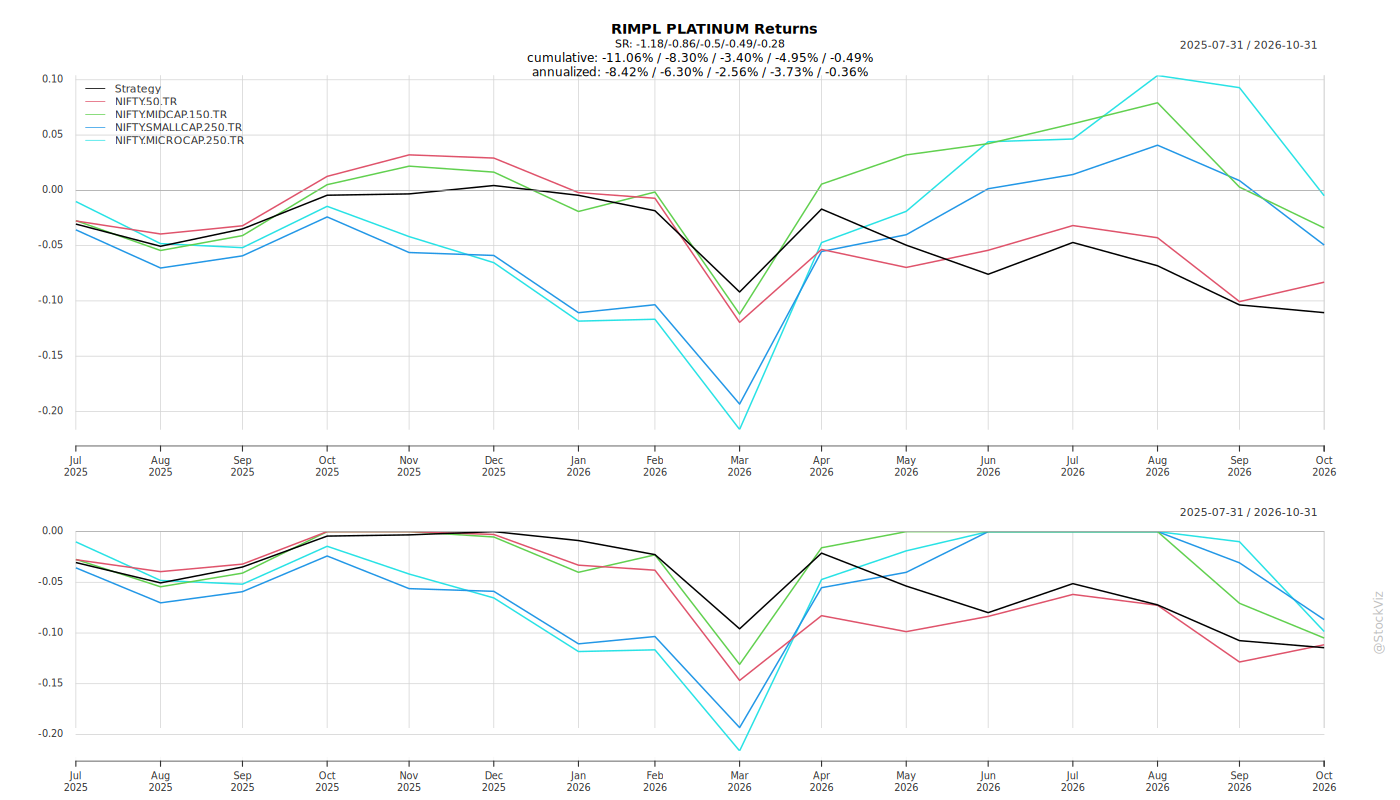 RIMPL PLATINUM Returns
SR: -1.18/-0.86/-0.5/-0.49/-0.28
cumulative: -11.06% / -8.30% / -3.40% / -4.95% / -0.49%
annualized: -8.42% / -6.30% / -2.56% / -3.73% / -0.36%
2025-07-31 / 2026-10-31
Strategy
NIFTY.50.TR
NIFTY.MIDCAP.150.TR
NIFTY.SMALLCAP.250.TR
NIFTY.MICROCAP.250.TR
0.10
0.05
0.00
-0.05
-0.10
-0.15
-0.20
Jul Aug Sep Oct Nov Dec Jan Feb Mar Apr May Jun Jul Aug Sep Oct
2025 2025 2025 2025 2025 2025 2026 2026 2026 2026 2026 2026 2026 2026 2026 2026
2025-07-31 / 2026-10-31
0.00
-0.05
-0.10
-0.15
-0.20
Jul Aug Sep Oct Nov Dec Jan Feb Mar Apr May Jun Jul Aug Sep Oct
2025 2025 2025 2025 2025 2025 2026 2026 2026 2026 2026 2026 2026 2026 2026 2026
@StockViz